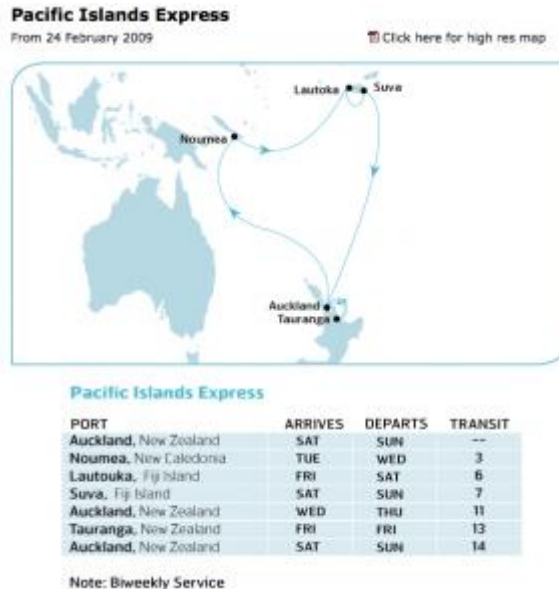 Pacific Islands Express
From 24 February 2009
Click here for high res map
Lautoka
Suva
Noumea
Auckland
Tauranga
Pacific Islands Express
PORT ARRIVES DEPARTS TRANSIT
Auckland, New Zealand SAT SUN --
Noumea, New Caledonia TUE WED 3
Lautouka, Fiji Island FRI SAT 6
Suva, Fiji Island SAT SUN 7
Auckland, New Zealand WED THU 11
Tauranga, New Zealand FRI FRI 13
Auckland, New Zealand SAT SUN 14
Note: Biweekly Service